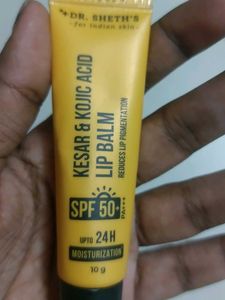 DR. SHETH'S
for indian skin
KESAR & KOJIC ACID
LIP BALM
REDUCES LIP PIGMENTATION
SPF 50+
PA++++
UPTO 24H
MOISTURIZATION
10 g